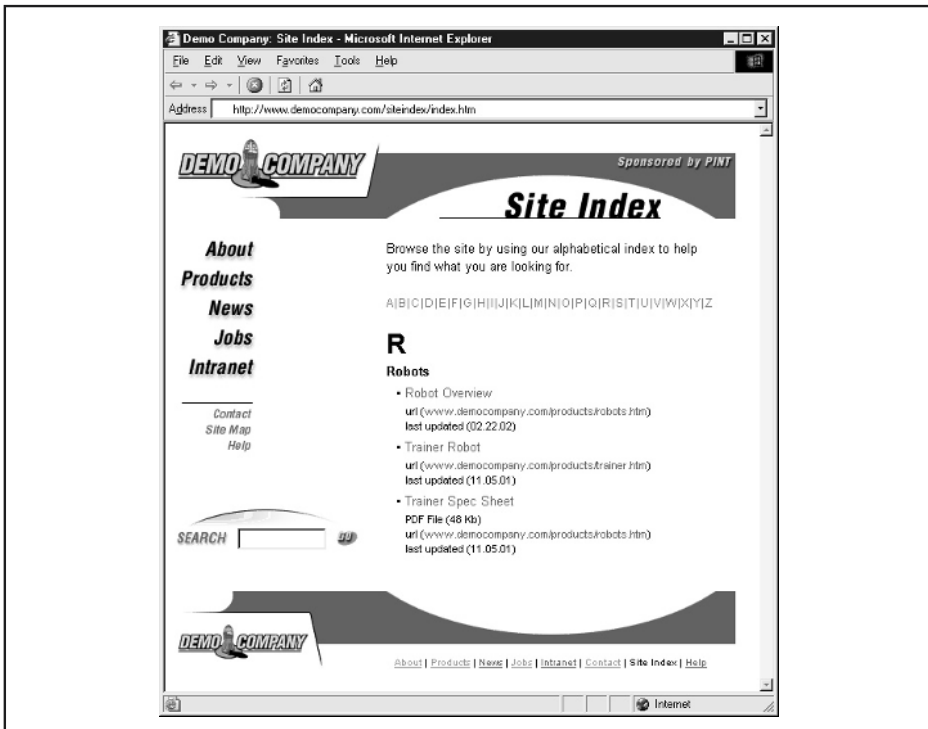 Demo Company: Site Index - Microsoft Internet Explorer
File Edit View Favorites Tools Help
Address http://www.democompany.com/siteindex/index.htm
DEMO COMPANY
Sponsored by PINT
Site Index
About
Products
News
Jobs
Intranet
Contact
Site Map
Help
SEARCH
Browse the site by using our alphabetical index to help
you find what you are looking for.
A|B|C|D|E|F|G|H|I|J|K|L|M|N|O|P|Q|R|S|T|U|V|W|X|Y|Z
R
Robots
• Robot Overview
url (www.democompany.com/products/robots.htm)
last updated (02.22.02)
• Trainer Robot
url (www.democompany.com/products/trainer.htm)
last updated (11.05.01)
• Trainer Spec Sheet
PDF File (48 Kb)
url (www.democompany.com/products/robots.htm)
last updated (11.05.01)
DEMO COMPANY
About | Products | News | Jobs | Intranet | Contact | Site Index | Help
Internet